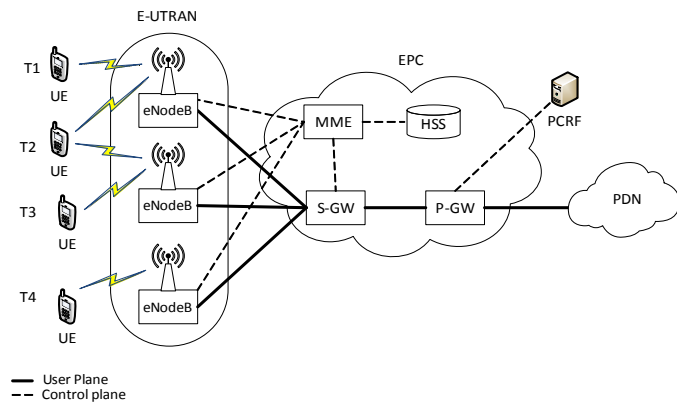 E-UTRAN
T1
UE
eNodeB
EPC
MME
HSS
PCRF
T2
UE
T3
UE
eNodeB
S-GW
P-GW
PDN
T4
UE
eNodeB
User Plane
Control plane